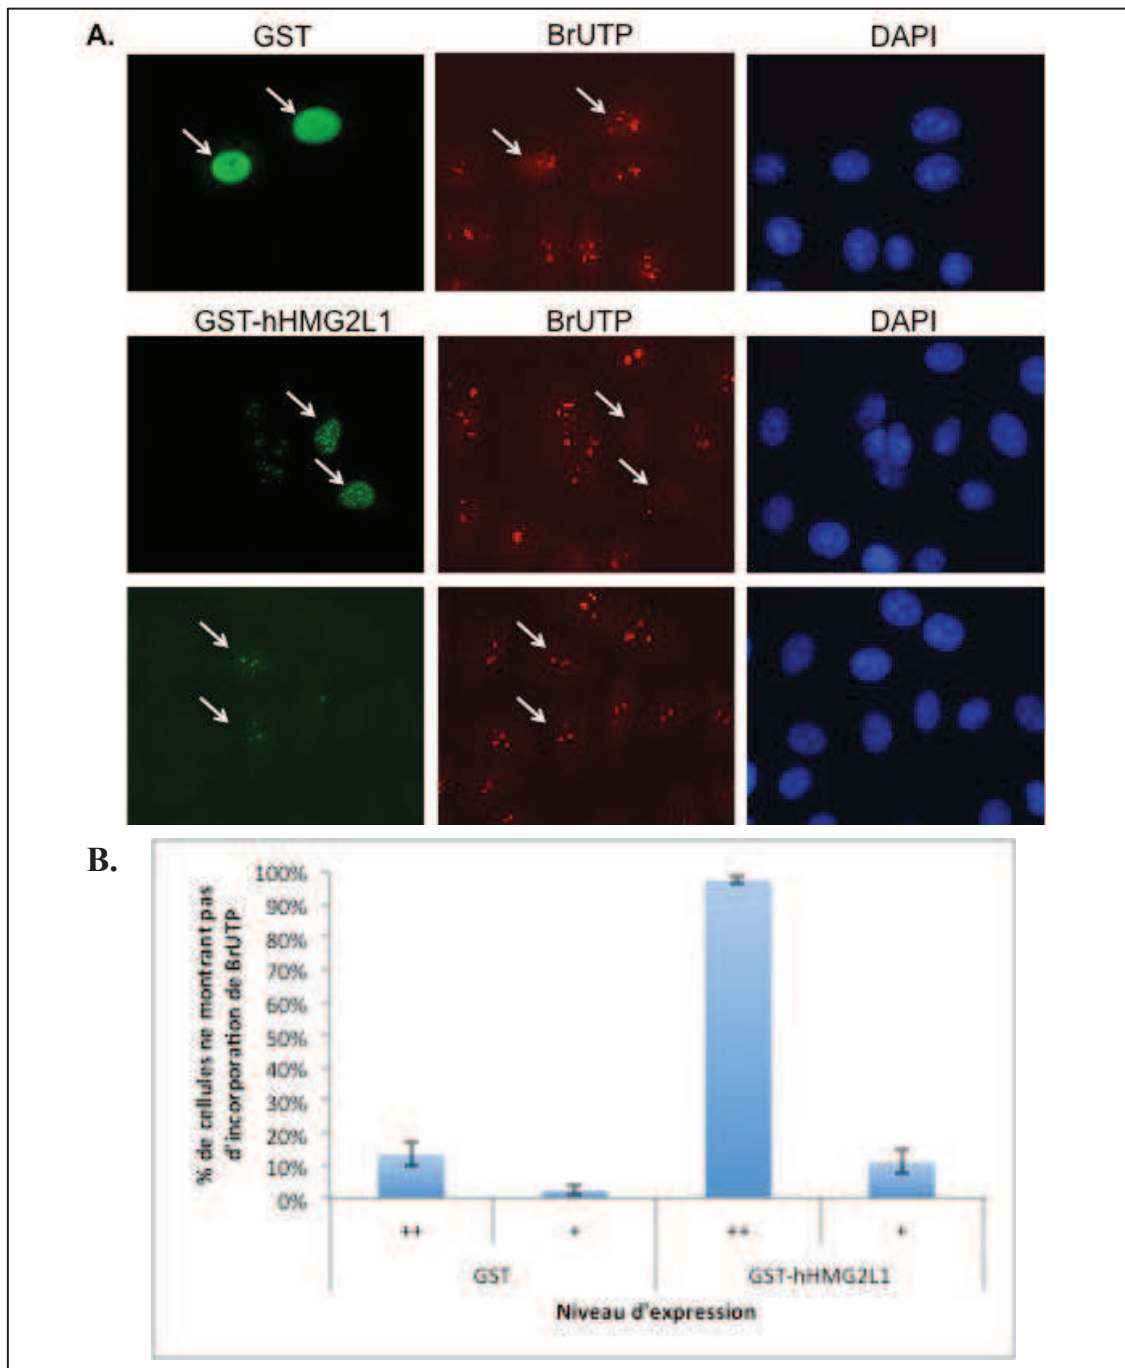 A.
GST BrUTP DAPI
GST-hHMG2L1 BrUTP DAPI
B.
% de cellules ne montrant pas
d'incorporation de BrUTP
100%
90%
80%
70%
60%
50%
40%
30%
20%
10%
0%
++ + ++ +
GST GST-hHMG2L1
Niveau d'expression